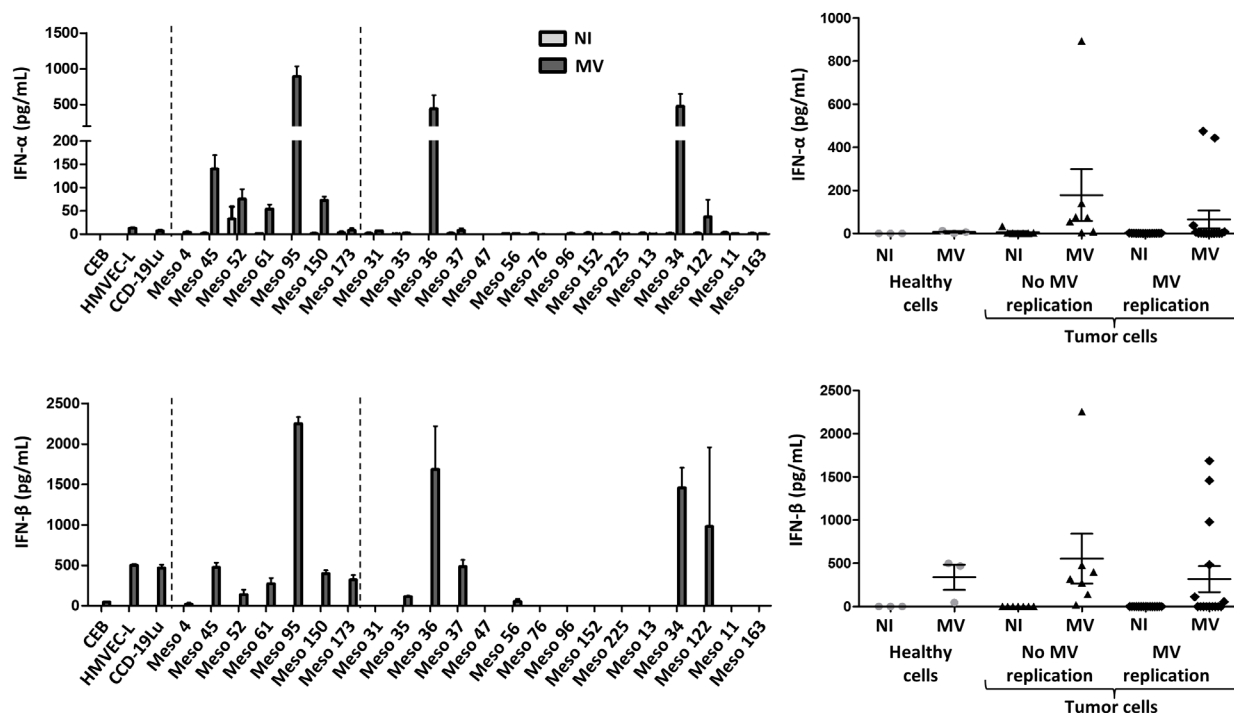 IFN-α (pg/mL)
1500
1000
500
200
150
100
50
0
NI
MV
CEB
HMVEC-L
CCD-19Lu
Meso 4
Meso 45
Meso 52
Meso 61
Meso 95
Meso 150
Meso 173
Meso 31
Meso 35
Meso 36
Meso 37
Meso 47
Meso 56
Meso 76
Meso 96
Meso 152
Meso 225
Meso 13
Meso 34
Meso 122
Meso 11
Meso 163
IFN-α (pg/mL)
1000
800
600
400
200
0
NI MV NI MV NI MV
Healthy cells
No MV replication
MV replication
Tumor cells
IFN-β (pg/mL)
2500
2000
1500
1000
500
0
CEB
HMVEC-L
CCD-19Lu
Meso 4
Meso 45
Meso 52
Meso 61
Meso 95
Meso 150
Meso 173
Meso 31
Meso 35
Meso 36
Meso 37
Meso 47
Meso 56
Meso 76
Meso 96
Meso 152
Meso 225
Meso 13
Meso 34
Meso 122
Meso 11
Meso 163
IFN-β (pg/mL)
2500
2000
1500
1000
500
0
NI MV NI MV NI MV
Healthy cells
No MV replication
MV replication
Tumor cells